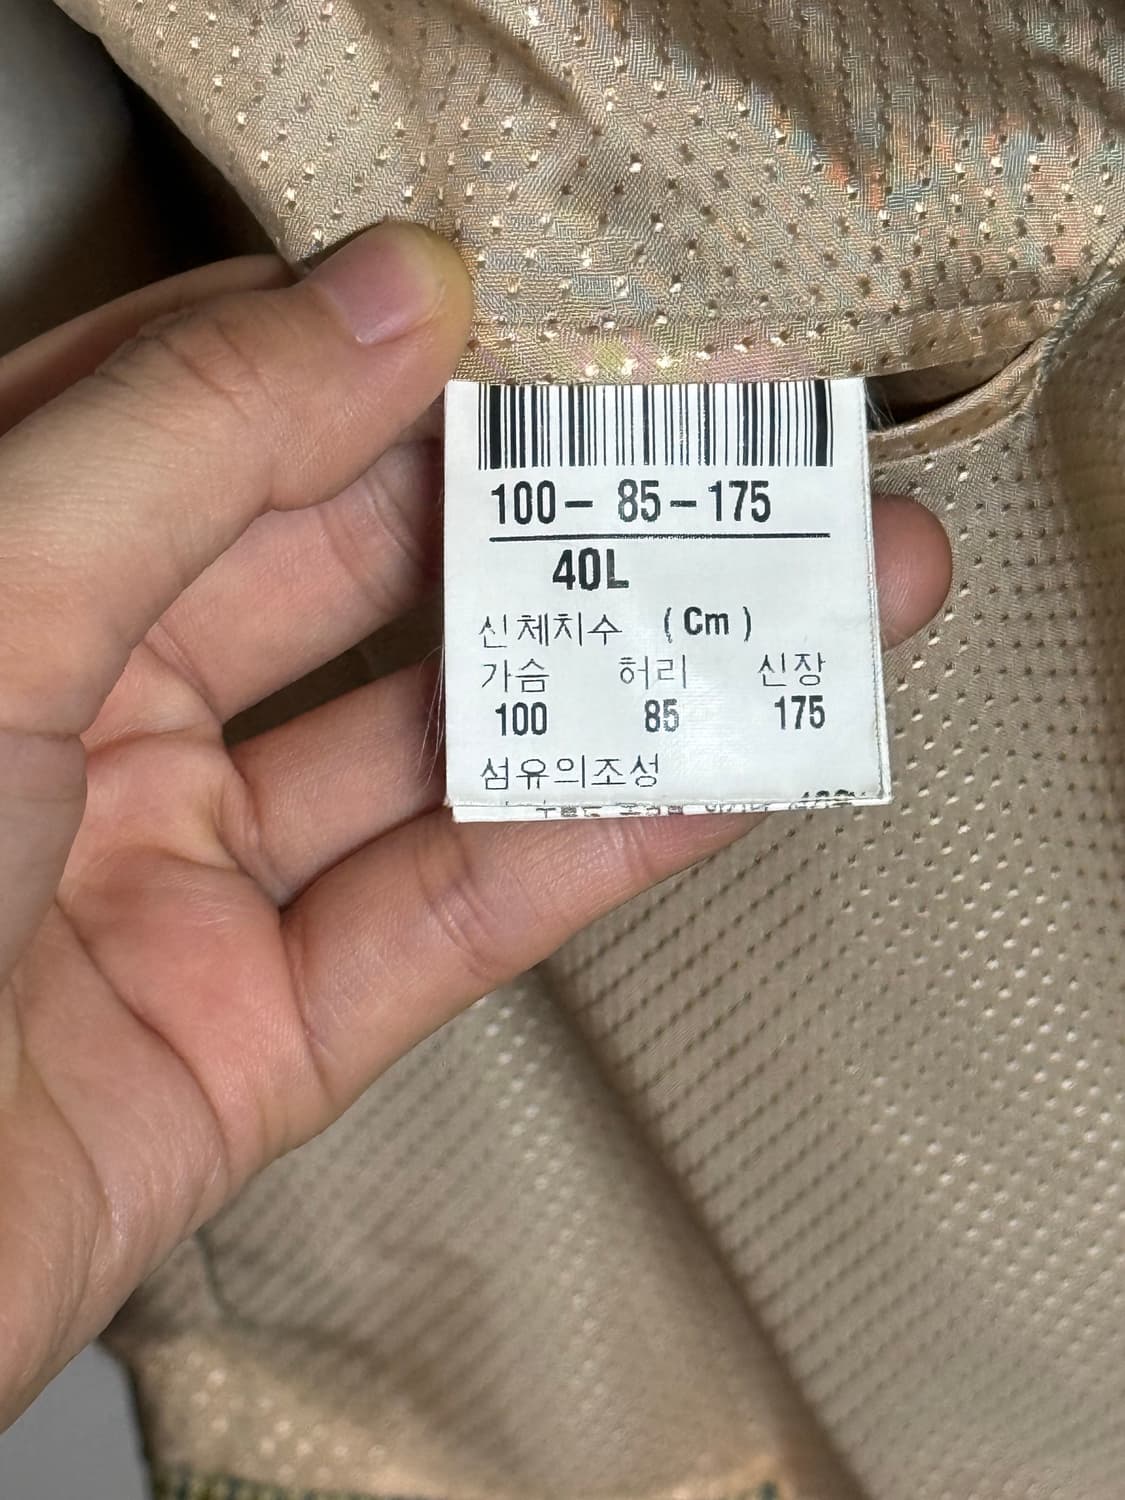 100- 85-175
40L
신체치수 (Cm)
가슴 허리 신장
100 85 175
섬유의조성